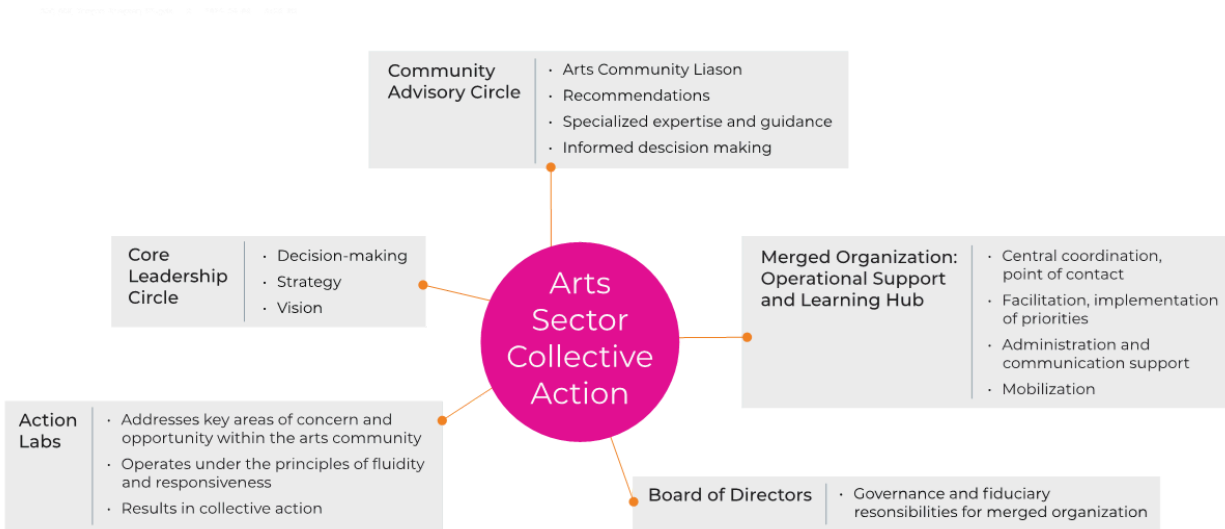 Community
Advisory Circle
· Arts Community Liason
· Recommendations
· Specialized expertise and guidance
· Informed descision making
Core
Leadership
Circle
· Decision-making
· Strategy
· Vision
Arts
Sector
Collective
Action
Merged Organization:
Operational Support
and Learning Hub
· Central coordination,
point of contact
· Facilitation, implementation
of priorities
· Administration and
communication support
· Mobilization
Action
Labs
· Addresses key areas of concern and
opportunity within the arts community
· Operates under the principles of fluidity
and responsiveness
· Results in collective action
Board of Directors
· Governance and fiduciary
resonsibilities for merged organization